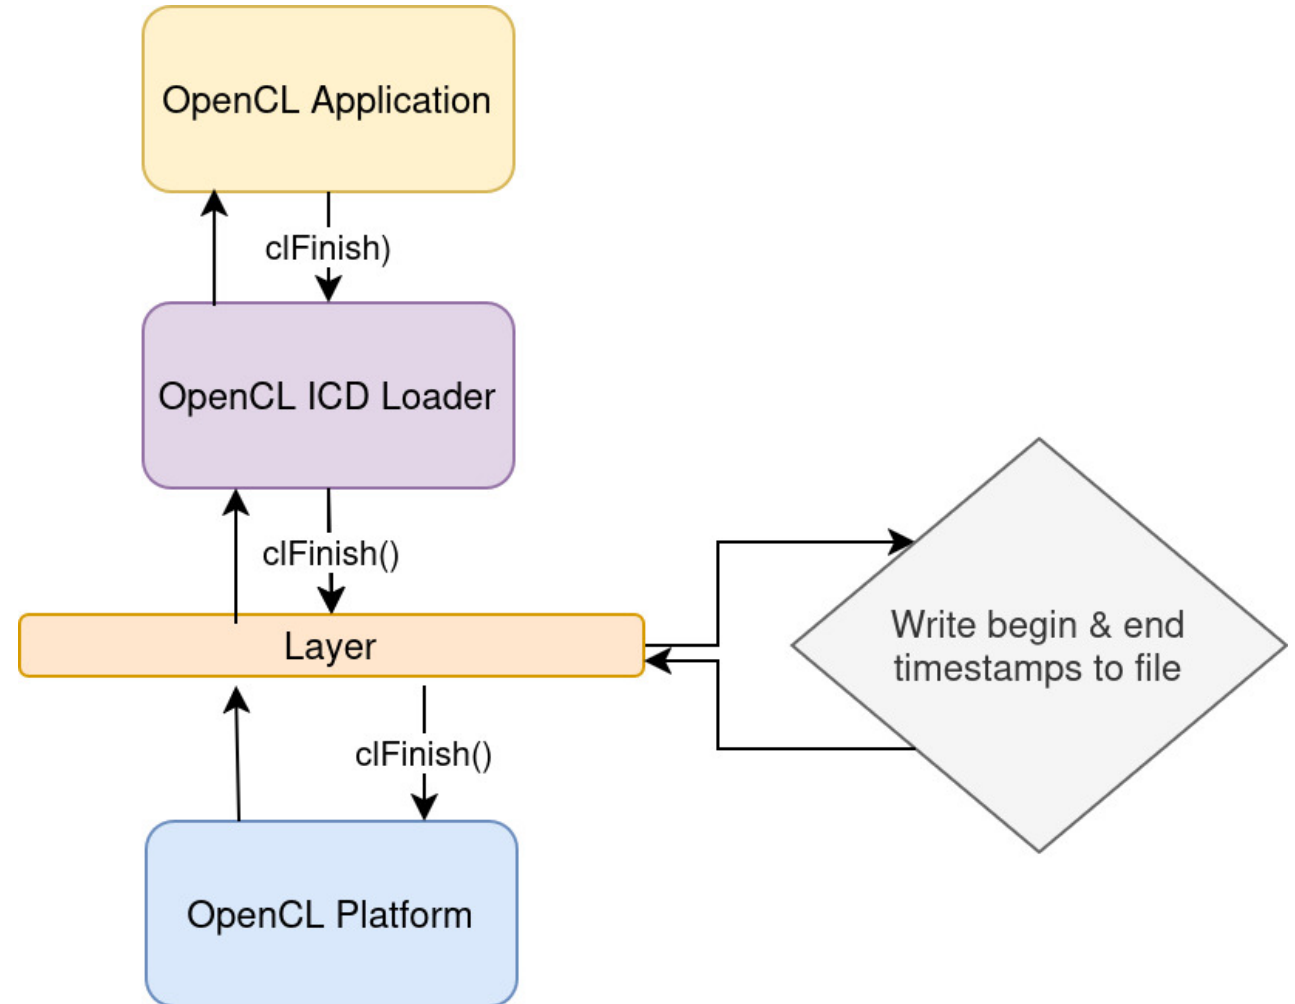 OpenCL Application
clFinish)
OpenCL ICD Loader
clFinish()
Layer
Write begin & end
timestamps to file
clFinish()
OpenCL Platform